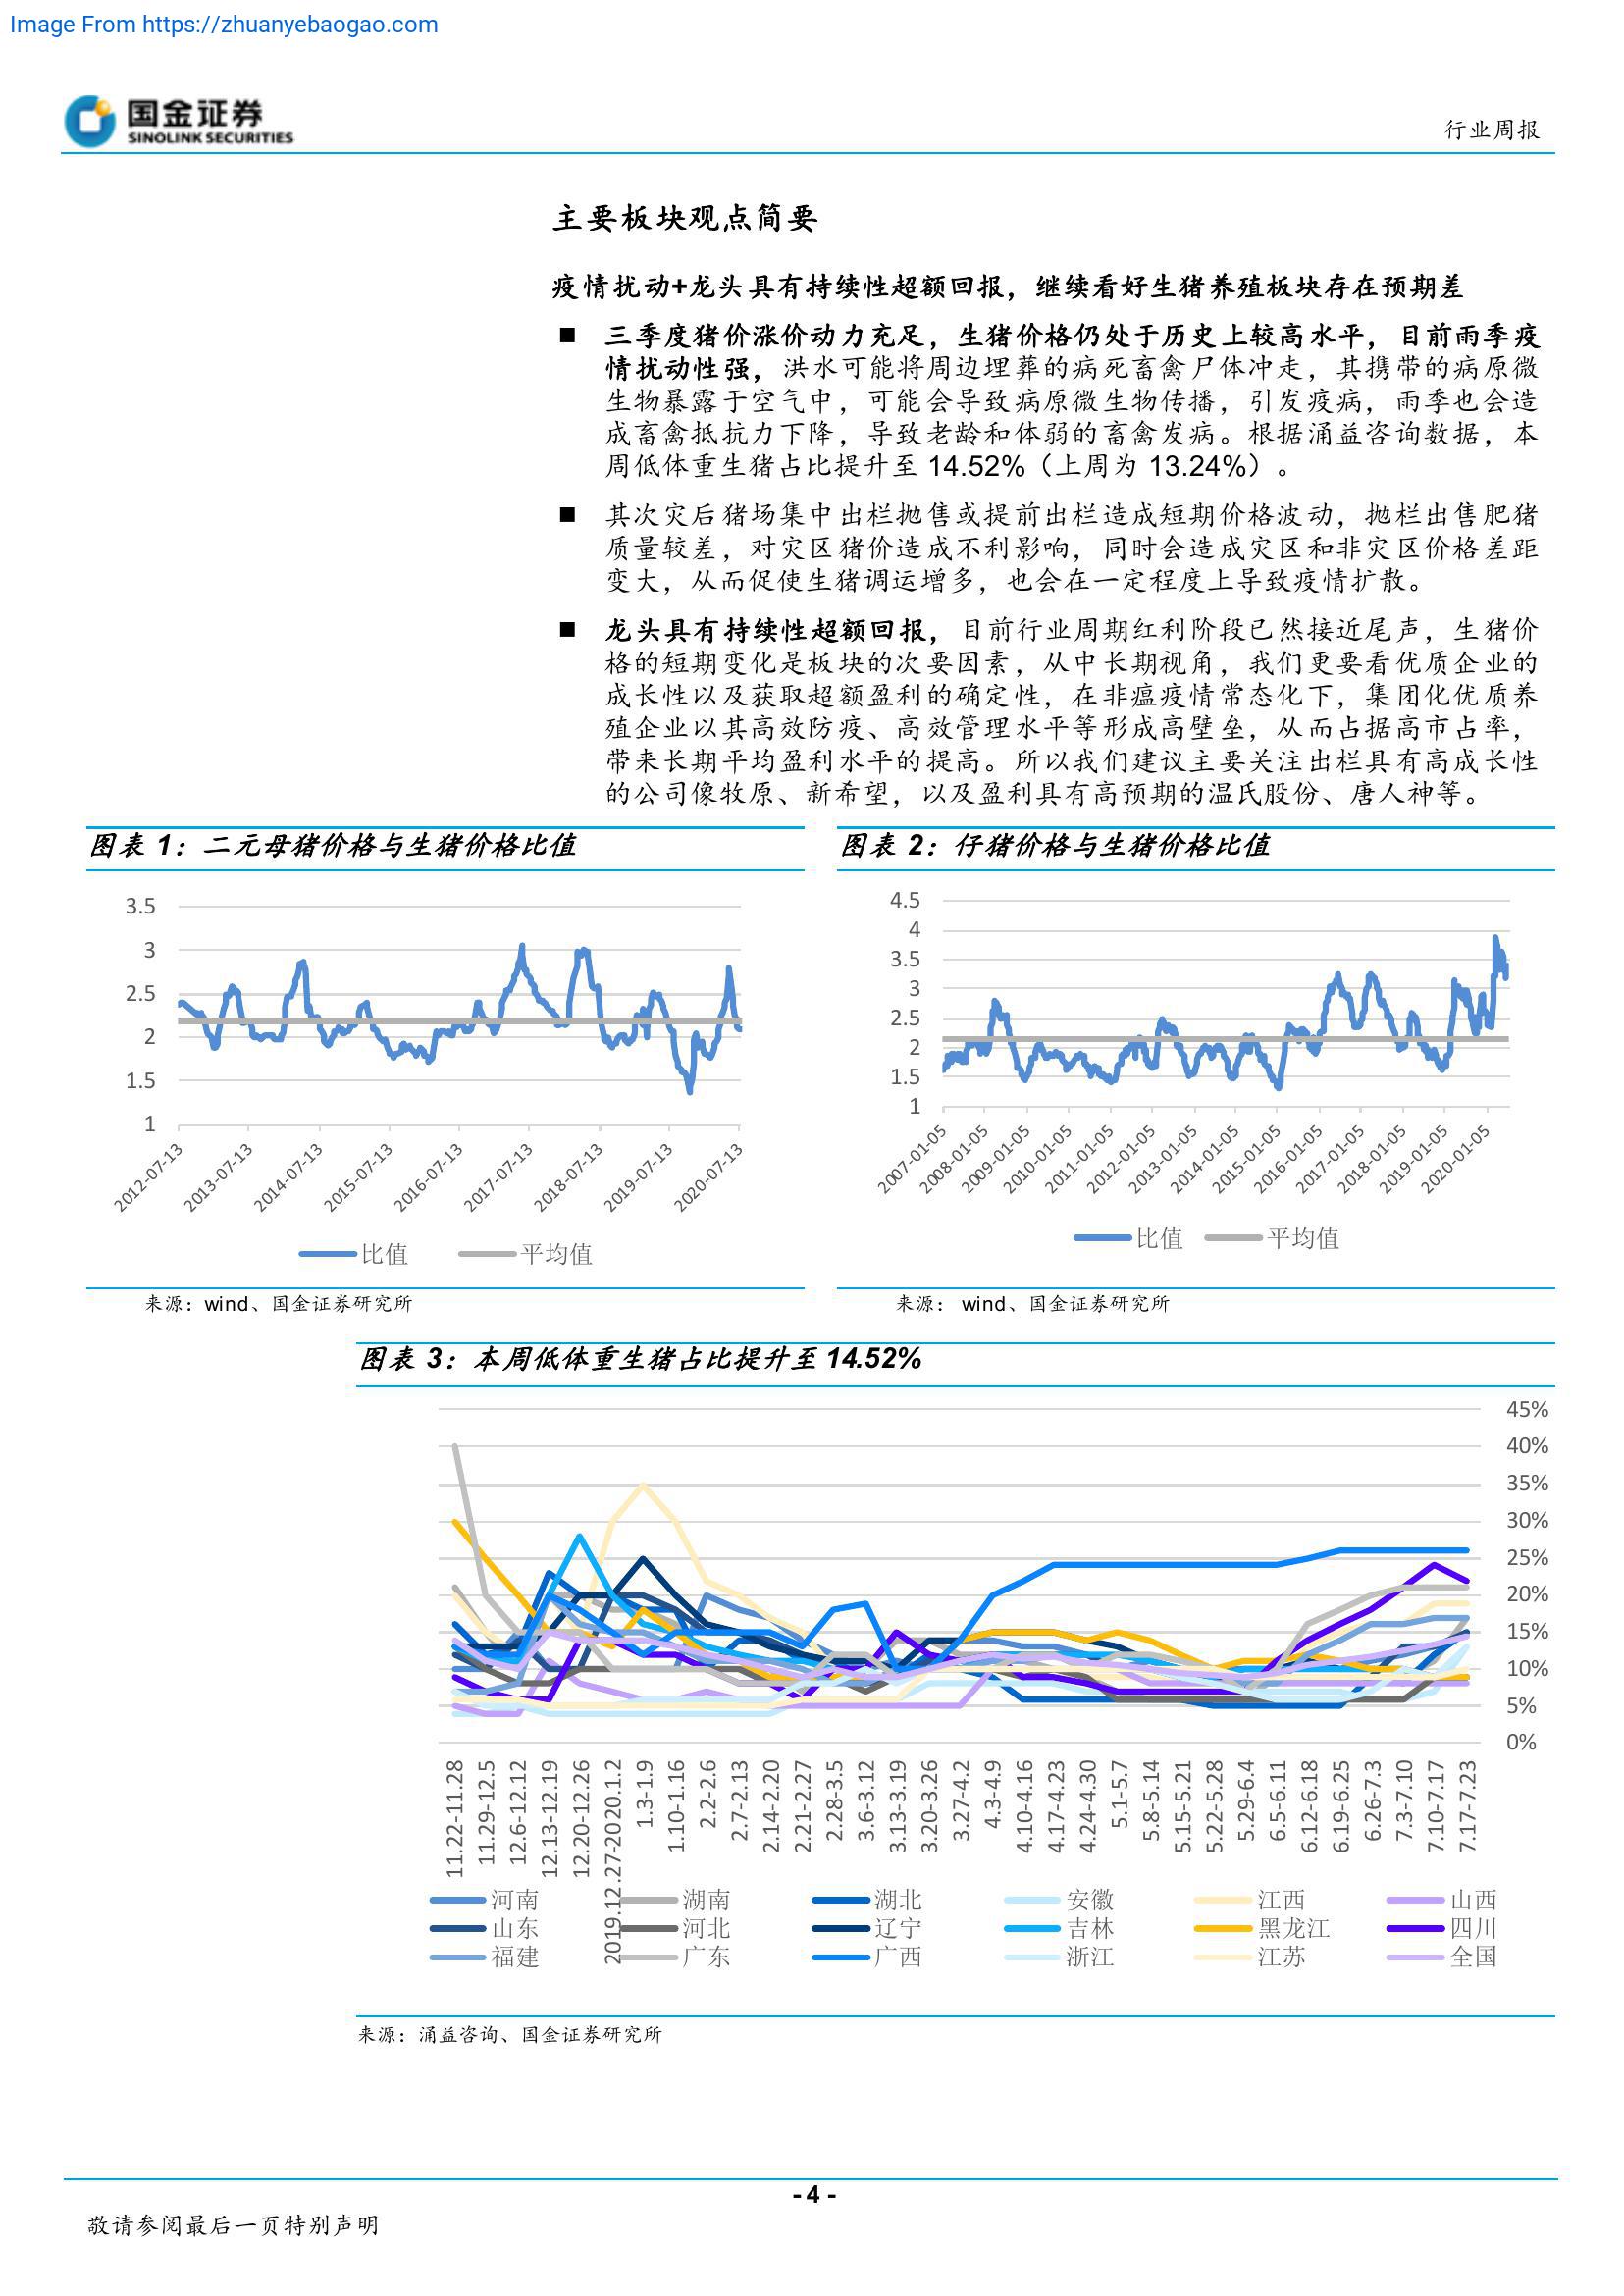 Image From https://zhuanyebaogao.com
国金证券
SINOLINK SECURITIES
行业周报
主要板块观点简要
疫情扰动+龙头具有持续性超额回报，继续看好生猪养殖板块存在预期差
■ 三季度猪价涨价动力充足，生猪价格仍处于历史上较高水平，目前雨季疫
情扰动性强，洪水可能将周边埋葬的病死畜禽尸体冲走，其携带的病原微
生物暴露于空气中，可能会导致病原微生物传播，引发疫病，雨季也会造
成畜禽抵抗力下降，导致老龄和体弱的畜禽发病。根据涌益咨询数据，本
周低体重生猪占比提升至 14.52%（上周为 13.24%）。
■ 其次灾后猪场集中出栏抛售或提前出栏造成短期价格波动，抛栏出售肥猪
质量较差，对灾区猪价造成不利影响，同时会造成灾区和非灾区价格差距
变大，从而促使生猪调运增多，也会在一定程度上导致疫情扩散。
■ 龙头具有持续性超额回报，目前行业周期红利阶段已然接近尾声，生猪价
格的短期变化是板块的次要因素，从中长期视角，我们更要看优质企业的
成长性以及获取超额盈利的确定性，在非瘟疫情常态化下，集团化优质养
殖企业以其高效防疫、高效管理水平等形成高壁垒，从而占据高市占率，
带来长期平均盈利水平的提高。所以我们建议主要关注出栏具有高成长性
的公司像牧原、新希望，以及盈利具有高预期的温氏股份、唐人神等。
图表 1：二元母猪价格与生猪价格比值
3.5
3
2.5
2
1.5
1
2012-07-13
2013-07-13
2014-07-13
2015-07-13
2016-07-13
2017-07-13
2018-07-13
2019-07-13
2020-07-13
比值 平均值
来源：wind、国金证券研究所
图表 2：仔猪价格与生猪价格比值
4.5
4
3.5
3
2.5
2
1.5
1
2007-01-05
2008-01-05
2009-01-05
2010-01-05
2011-01-05
2012-01-05
2013-01-05
2014-01-05
2015-01-05
2016-01-05
2017-01-05
2018-01-05
2019-01-05
2020-01-05
比值 平均值
来源： wind、国金证券研究所
图表 3：本周低体重生猪占比提升至 14.52%
45%
40%
35%
30%
25%
20%
15%
10%
5%
0%
11.22-11.28
11.29-12.5
12.6-12.12
12.13-12.19
12.20-12.26
2019.12.27-2020.1.2
1.3-1.9
1.10-1.16
2.2-2.6
2.7-2.13
2.14-2.20
2.21-2.27
2.28-3.5
3.6-3.12
3.13-3.19
3.20-3.26
3.27-4.2
4.3-4.9
4.10-4.16
4.17-4.23
4.24-4.30
5.1-5.7
5.8-5.14
5.15-5.21
5.22-5.28
5.29-6.4
6.5-6.11
6.12-6.18
6.19-6.25
6.26-7.3
7.3-7.10
7.10-7.17
7.17-7.23
河南 湖南 湖北 安徽 江西 山西
山东 河北 辽宁 吉林 黑龙江 四川
福建 广东 广西 浙江 江苏 全国
来源：涌益咨询、国金证券研究所
- 4 -
敬请参阅最后一页特别声明